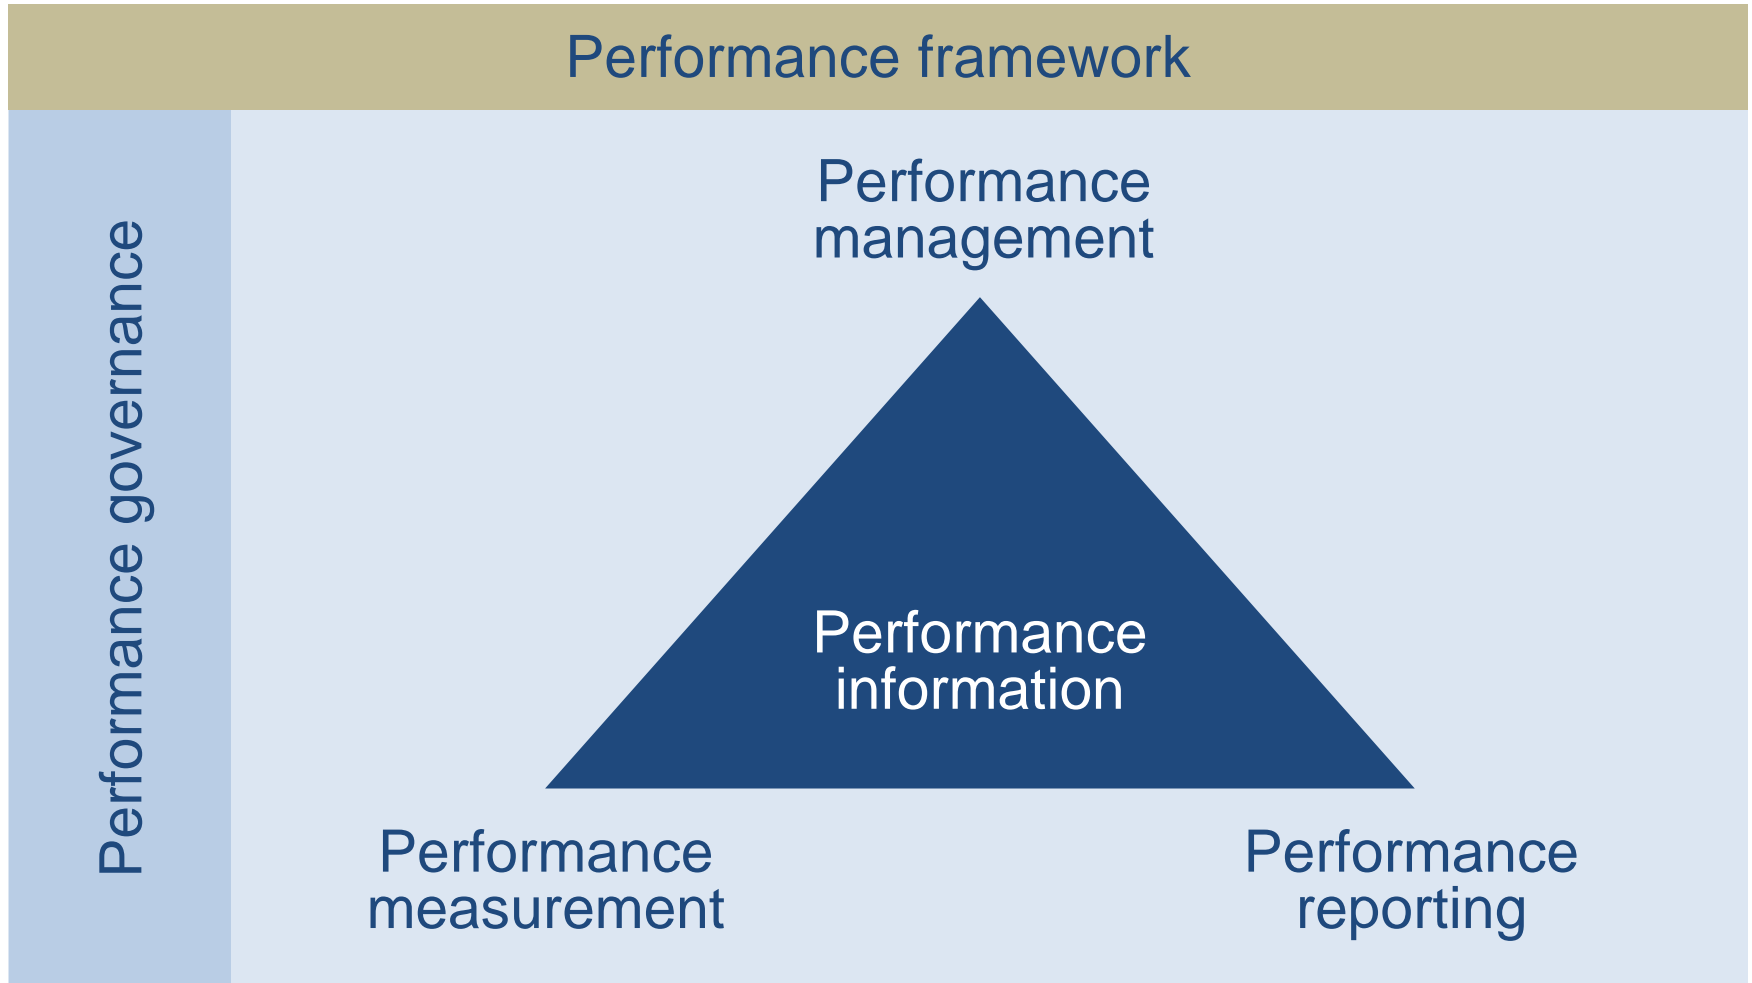 Performance framework
Performance governance
Performance
management
Performance
information
Performance
measurement
Performance
reporting